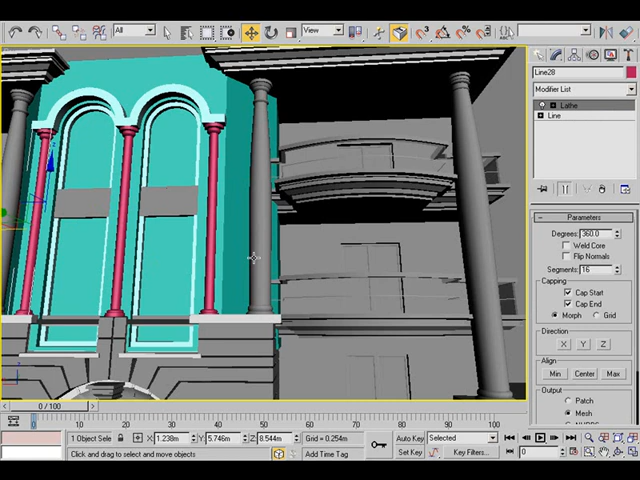 All
View
Line28
Modifier List
Lathe
Line
Parameters
Degrees: 360.0
Weld Core
Flip Normals
Segments: 16
Capping
Cap Start
Cap End
Morph Grid
Direction
X Y Z
Align
Min Center Max
Output
Patch
Mesh
0 / 100
0 10 20 30 40 50 60 70 80 90 100
1 Object Sele X: 1.238m Y: 5.746m Z: 8.544m Grid = 0.254m Auto Key Selected
Click and drag to select and move objects Add Time Tag Set Key Key Filters... 0